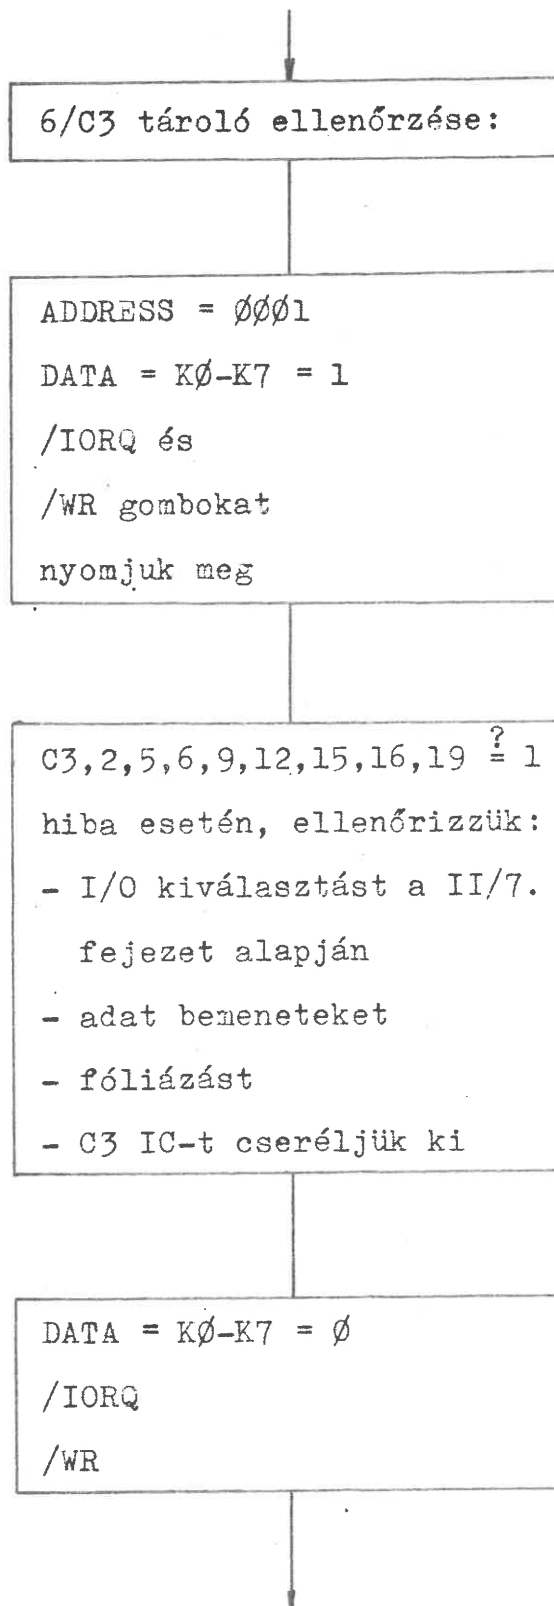 6/C3 tároló ellenőrzése:
ADDRESS = ØØØ1
DATA = KØ-K7 = 1
/IORQ és
/WR gombokat
nyomjuk meg
C3,2,5,6,9,12,15,16,19 ≟ 1
hiba esetén, ellenőrizzük:
- I/O kiválasztást a II/7.
fejezet alapján
- adat bemeneteket
- fóliázást
- C3 IC-t cseréljük ki
DATA = KØ-K7 = Ø
/IORQ
/WR